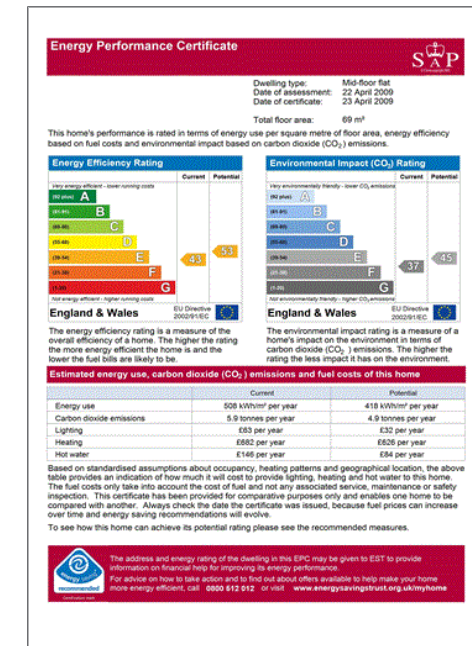 Energy Performance Certificate
SAP
Dwelling type: Mid-floor flat
Date of assessment: 22 April 2009
Date of certificate: 23 April 2009
Total floor area: 69 m²
This home's performance is rated in terms of energy use per square metre of floor area, energy efficiency
based on fuel costs and environmental impact based on carbon dioxide (CO₂) emissions.
Energy Efficiency Rating
Current Potential
Very energy efficient - lower running costs
(92 plus) A
(81-91) B
(69-80) C
(55-68) D
(39-54) E
(21-38) F
(1-20) G
43
53
Not energy efficient - higher running costs
England & Wales
EU Directive
2002/91/EC
The energy efficiency rating is a measure of the
overall efficiency of a home. The higher the rating
the more energy efficient the home is and the
lower the fuel bills are likely to be.
Environmental Impact (CO₂) Rating
Current Potential
Very environmentally friendly - lower CO₂ emissions
(92 plus) A
(81-91) B
(69-80) C
(55-68) D
(39-54) E
(21-38) F
(1-20) G
37
45
Not environmentally friendly - higher CO₂ emissions
England & Wales
EU Directive
2002/91/EC
The environmental impact rating is a measure of a
home's impact on the environment in terms of
carbon dioxide (CO₂ ) emissions. The higher the
rating the less impact it has on the environment.
Estimated energy use, carbon dioxide (CO₂ ) emissions and fuel costs of this home
Current Potential
Energy use 508 kWh/m² per year 418 kWh/m² per year
Carbon dioxide emissions 5.9 tonnes per year 4.9 tonnes per year
Lighting £63 per year £32 per year
Heating £682 per year £626 per year
Hot water £146 per year £84 per year
Based on standardised assumptions about occupancy, heating patterns and geographical location, the above
table provides an indication of how much it will cost to provide lighting, heating and hot water to this home.
The fuel costs only take into account the cost of fuel and not any associated service, maintenance or safety
inspection. This certificate has been provided for comparative purposes only and enables one home to be
compared with another. Always check the date the certificate was issued, because fuel prices can increase
over time and energy saving recommendations will evolve.
To see how this home can achieve its potential rating please see the recommended measures.
energy saving
recommended
Certification mark
The address and energy rating of the dwelling in this EPC may be given to EST to provide
information on financial help for improving its energy performance.
For advice on how to take action and to find out about offers available to help make your home
more energy efficient, call 0800 512 012 or visit www.energysavingstrust.org.uk/myhome